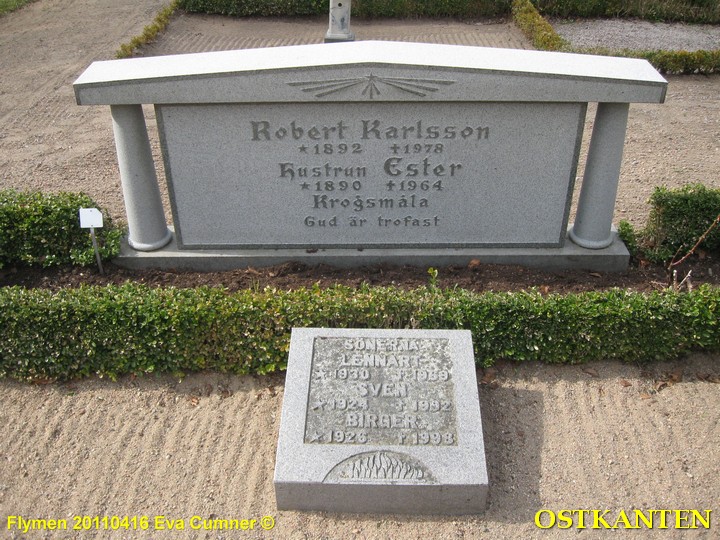 Robert Karlsson
*1892 †1978
Hustrun Ester
*1890 †1964
Krogsmåla
Gud är trofast
SÖNERNA
LENNART
*1930 †1989
SVEN
†1992
BIRGER
*1926 †1998
Flymen 20110416 Eva Cumner ©
OSTKANTEN